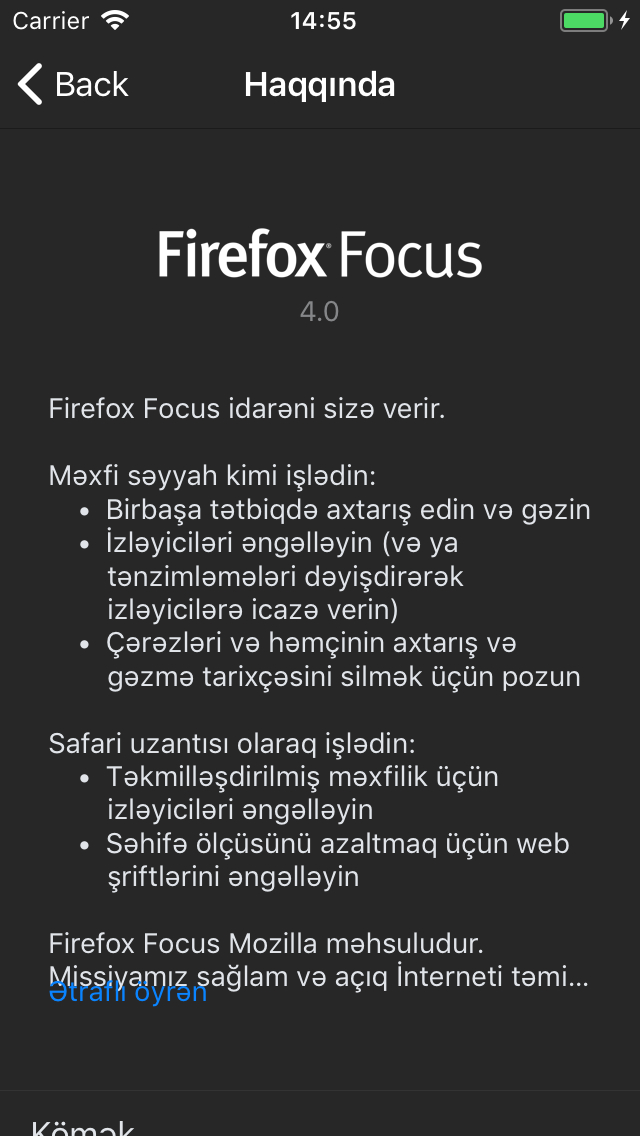 Carrier 14:55
Back Haqqında
Firefox Focus
4.0
Firefox Focus idarəni sizə verir.
Məxfi səyyah kimi işlədin:
• Birbaşa tətbiqdə axtarış edin və gəzin
• İzləyiciləri əngəlləyin (və ya
tənzimləmələri dəyişdirərək
izləyicilərə icazə verin)
• Çərəzləri və həmçinin axtarış və
gəzmə tarixçəsini silmək üçün pozun
Safari uzantısı olaraq işlədin:
• Təkmilləşdirilmiş məxfilik üçün
izləyiciləri əngəlləyin
• Səhifə ölçüsünü azaltmaq üçün web
şriftlərini əngəlləyin
Firefox Focus Mozilla məhsuludur.
Missiyamız sağlam və açıq İnterneti təmi...
Ətraflı öyrən
Kömək